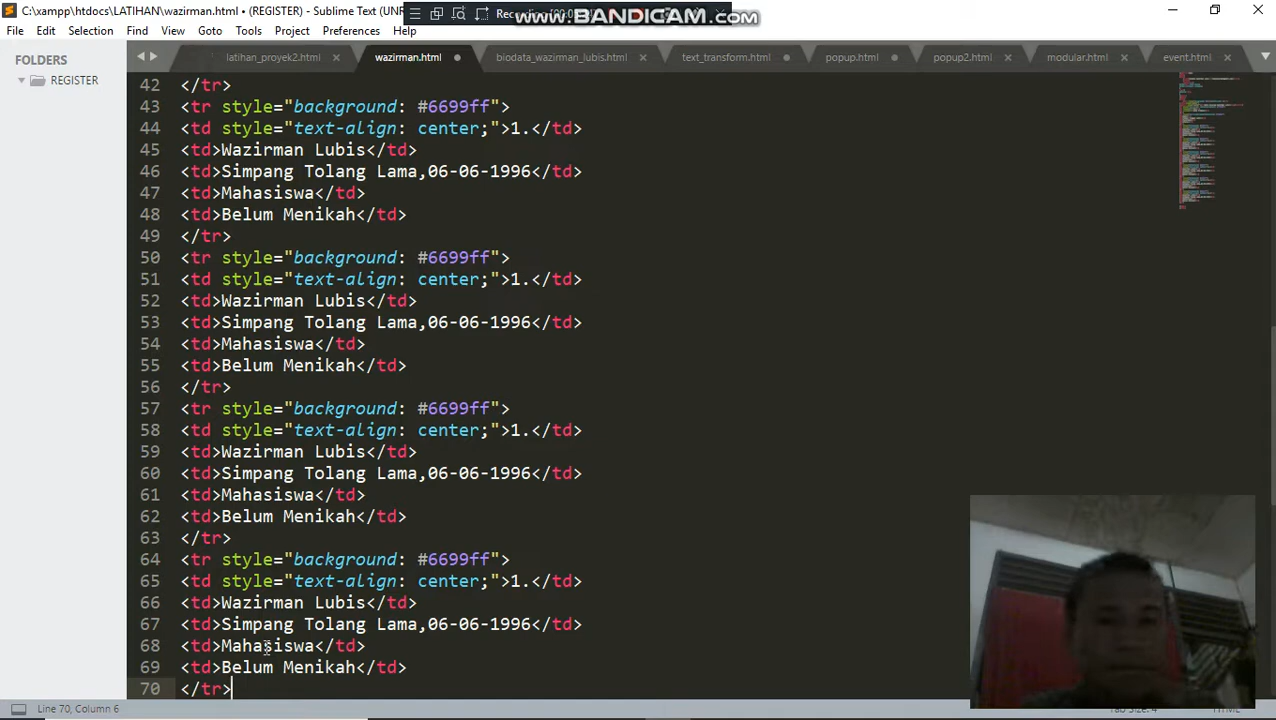 C:\xampp\htdocs\LATIHAN\wazirman.html • (REGISTER) - Sublime Text (UNR
Recording
www.BANDICAM.com
File Edit Selection Find View Goto Tools Project Preferences Help
FOLDERS
REGISTER
latihan_proyek2.html wazirman.html biodata_wazirman_lubis.html text_transform.html popup.html popup2.html modular.html event.html
42 </tr>
43 <tr style="background: #6699ff">
44 <td style="text-align: center;">1.</td>
45 <td>Wazirman Lubis</td>
46 <td>Simpang Tolang Lama,06-06-1996</td>
47 <td>Mahasiswa</td>
48 <td>Belum Menikah</td>
49 </tr>
50 <tr style="background: #6699ff">
51 <td style="text-align: center;">1.</td>
52 <td>Wazirman Lubis</td>
53 <td>Simpang Tolang Lama,06-06-1996</td>
54 <td>Mahasiswa</td>
55 <td>Belum Menikah</td>
56 </tr>
57 <tr style="background: #6699ff">
58 <td style="text-align: center;">1.</td>
59 <td>Wazirman Lubis</td>
60 <td>Simpang Tolang Lama,06-06-1996</td>
61 <td>Mahasiswa</td>
62 <td>Belum Menikah</td>
63 </tr>
64 <tr style="background: #6699ff">
65 <td style="text-align: center;">1.</td>
66 <td>Wazirman Lubis</td>
67 <td>Simpang Tolang Lama,06-06-1996</td>
68 <td>Mahasiswa</td>
69 <td>Belum Menikah</td>
70 </tr>
Line 70, Column 6